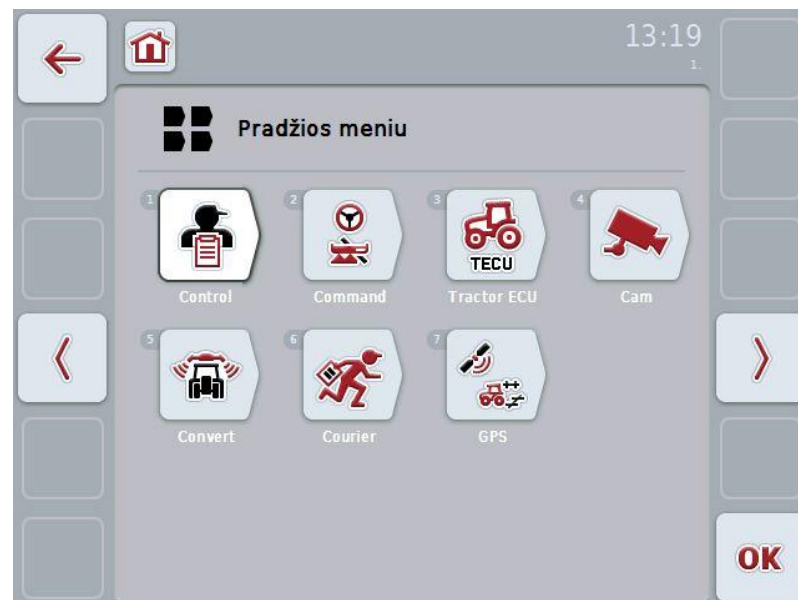 13:19
1.
Pradžios meniu
1 2 3 4
TECU
Control Command Tractor ECU Cam
5 6 7
Convert Courier GPS
OK